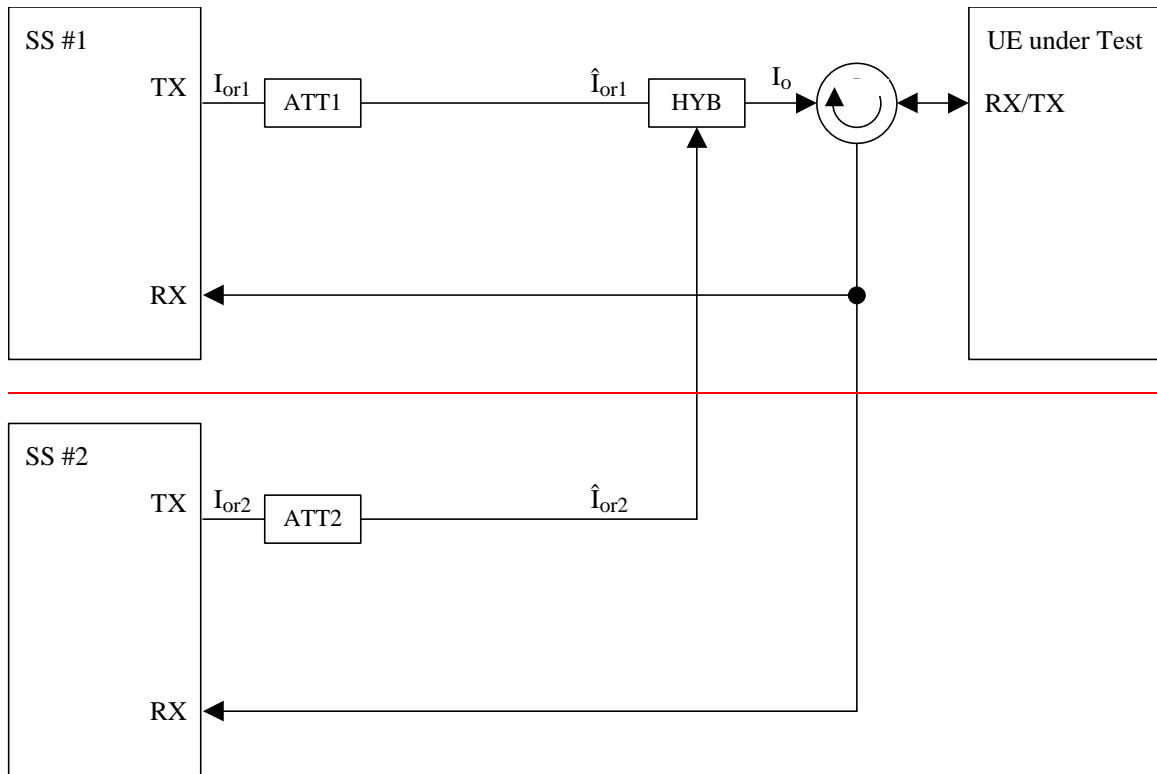 SS #1
UE under Test
TX
I_or1
ATT1
Î_or1
HYB
I_o
RX/TX
RX
SS #2
TX
I_or2
ATT2
Î_or2
RX